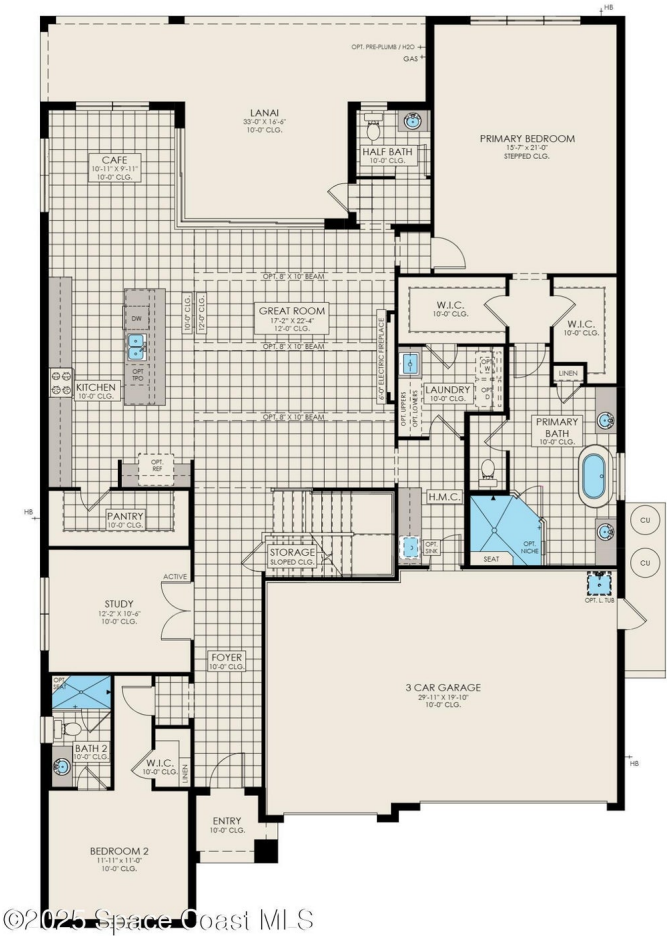 HB
OPT. PRE-PLUMB / H2O
GAS
LANAI
33'-0" X 16'-6"
10'-0" CLG.
PRIMARY BEDROOM
15'-7" X 21'-0"
STEPPED CLG.
CAFE
10'-11" X 9'-11"
10'-0" CLG.
HALF BATH
10'-0" CLG.
OPT. 8" X 10" BEAM
10'-0" CLG.
12'-0" CLG.
GREAT ROOM
17'-2" X 22'-4"
12'-0" CLG.
W.I.C.
10'-0" CLG.
W.I.C.
10'-0" CLG.
DW
OPT. 8" X 10" BEAM
6'-0" ELECTRIC FIREPLACE
OPT
TPO
KITCHEN
10'-0" CLG.
LAUNDRY
10'-0" CLG.
OPT
W
OPT
D
OPT. UPPERS
OPT. LOWERS
LINEN
OPT. 8" X 10" BEAM
PRIMARY
BATH
10'-0" CLG.
OPT
REF
H.M.C.
HB
PANTRY
10'-0" CLG.
CU
CU
STORAGE
SLOPED CLG.
OPT.
SINK
OPT.
NICHE
SEAT
ACTIVE
STUDY
12'-2" X 10'-6"
10'-0" CLG.
OPT. L. TUB
FOYER
10'-0" CLG.
3 CAR GARAGE
29'-11" X 19'-10"
10'-0" CLG.
OPT.
SEAT
BATH 2
10'-0" CLG.
W.I.C.
10'-0" CLG.
LINEN
HB
ENTRY
10'-0" CLG.
BEDROOM 2
11'-11" X 11'-0"
10'-0" CLG.
©2025 Space Coast MLS